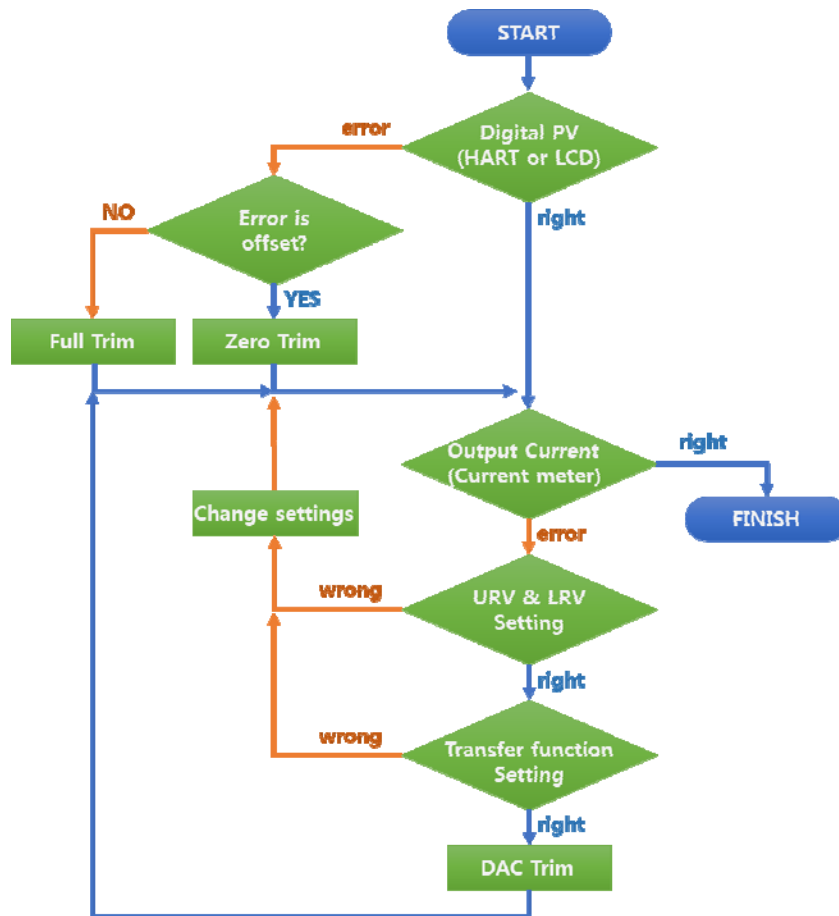 START
Digital PV
(HART or LCD)
error
right
Error is
offset?
NO
YES
Full Trim
Zero Trim
Output Current
(Current meter)
right
FINISH
error
Change settings
URV & LRV
Setting
wrong
right
Transfer function
Setting
wrong
right
DAC Trim